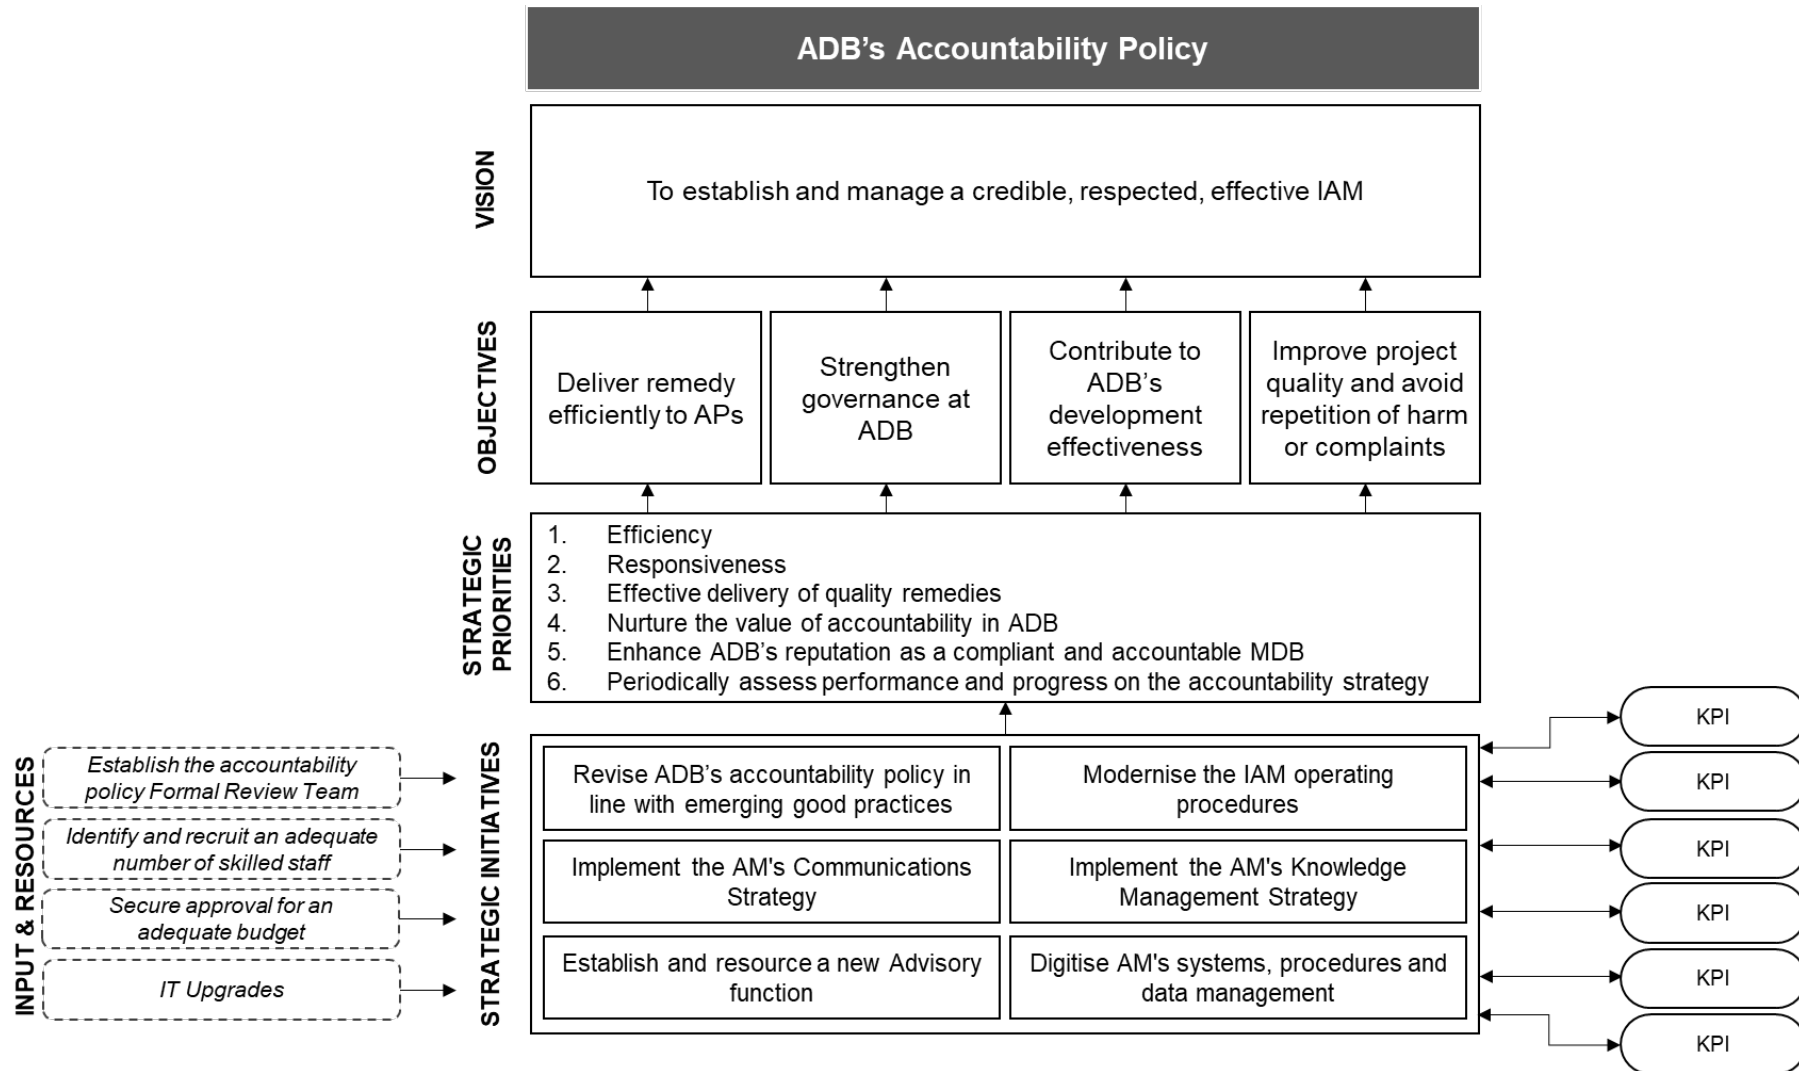 ADB’s Accountability Policy
VISION
To establish and manage a credible, respected, effective IAM
OBJECTIVES
Deliver remedy
efficiently to APs
Strengthen
governance at
ADB
Contribute to
ADB’s
development
effectiveness
Improve project
quality and avoid
repetition of harm
or complaints
STRATEGIC
PRIORITIES
1. Efficiency
2. Responsiveness
3. Effective delivery of quality remedies
4. Nurture the value of accountability in ADB
5. Enhance ADB’s reputation as a compliant and accountable MDB
6. Periodically assess performance and progress on the accountability strategy
INPUT & RESOURCES
Establish the accountability
policy Formal Review Team
Identify and recruit an adequate
number of skilled staff
Secure approval for an
adequate budget
IT Upgrades
STRATEGIC INITIATIVES
Revise ADB’s accountability policy in
line with emerging good practices
Modernise the IAM operating
procedures
Implement the AM's Communications
Strategy
Implement the AM's Knowledge
Management Strategy
Establish and resource a new Advisory
function
Digitise AM's systems, procedures and
data management
KPI
KPI
KPI
KPI
KPI
KPI